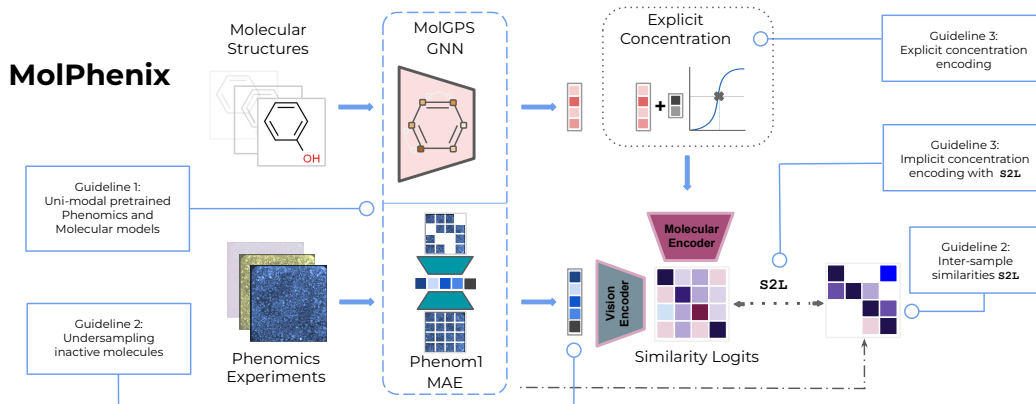 MolPhenix
Molecular
Structures
OH
MolGPS
GNN
Explicit
Concentration
+
Guideline 3:
Explicit concentration
encoding
Guideline 3:
Implicit concentration
encoding with S2L
Guideline 1:
Uni-modal pretrained
Phenomics and
Molecular models
Guideline 2:
Undersampling
inactive molecules
Phenomics
Experiments
Phenom1
MAE
Molecular
Encoder
Vision
Encoder
Similarity Logits
S2L
Guideline 2:
Inter-sample
similarities S2L